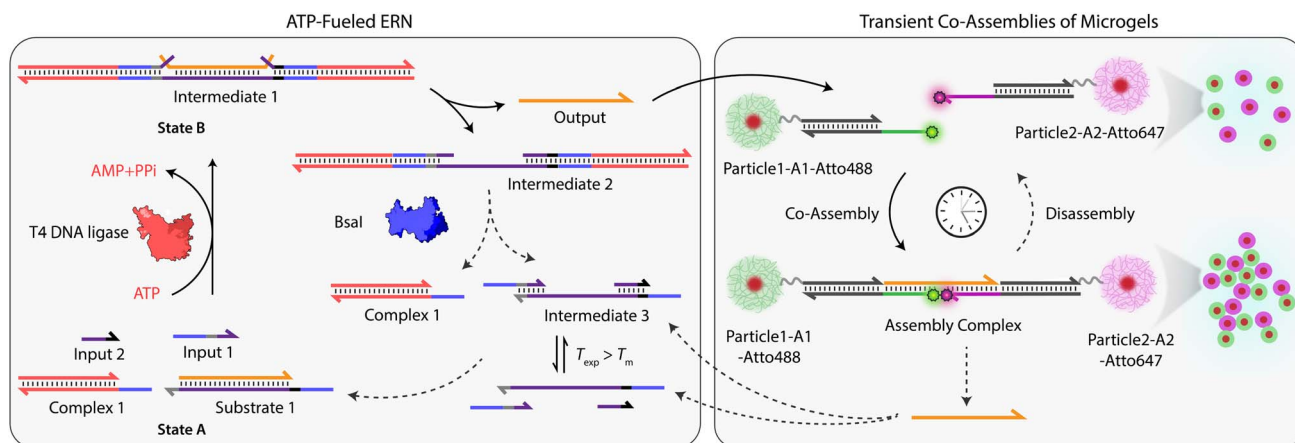 ATP-Fueled ERN
Intermediate 1
State B
Output
AMP+PPi
T4 DNA ligase
ATP
Intermediate 2
BsaI
Complex 1
Intermediate 3
Texp > Tm
Input 2
Input 1
Complex 1
Substrate 1
State A
Transient Co-Assemblies of Microgels
Particle1-A1-Atto488
Particle2-A2-Atto647
Co-Assembly
Disassembly
Particle1-A1
-Atto488
Assembly Complex
Particle2-A2
-Atto647